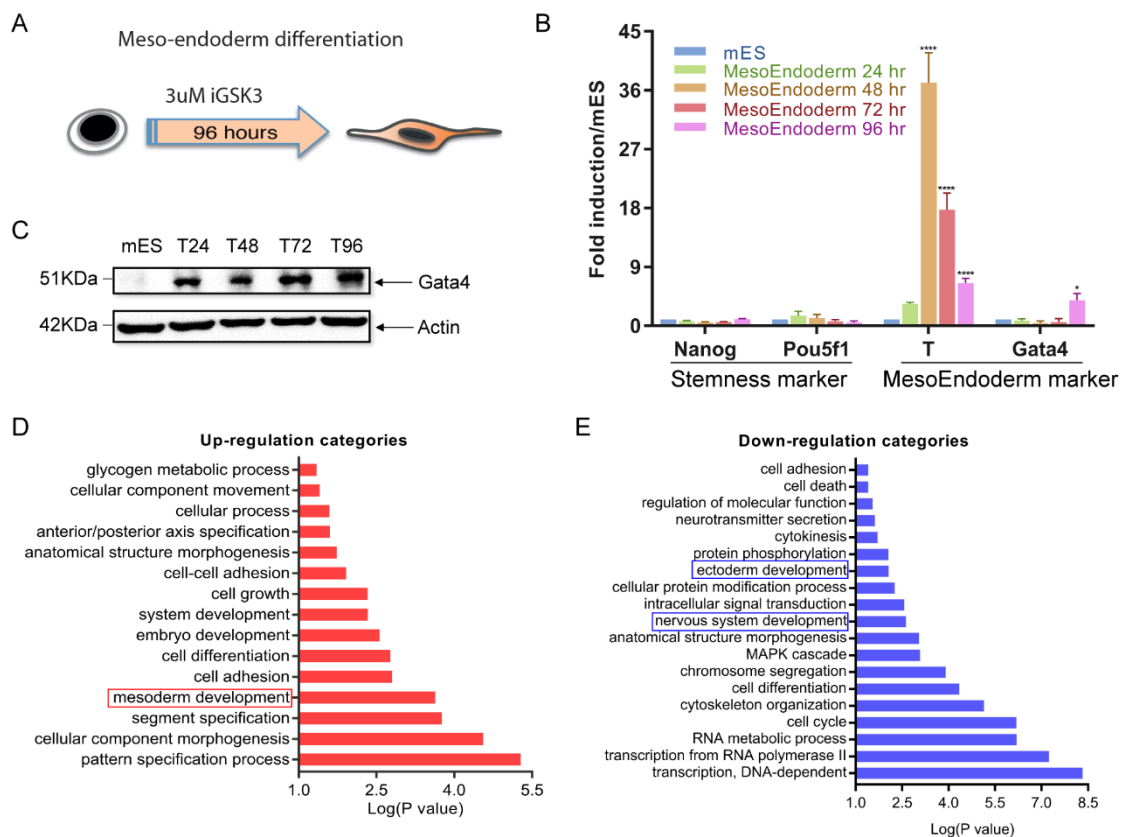 A
Meso-endoderm differentiation
3uM iGSK3
96 hours
B
Fold induction/mES
45
36
27
18
9
0
mES
MesoEndoderm 24 hr
MesoEndoderm 48 hr
MesoEndoderm 72 hr
MesoEndoderm 96 hr
****
****
****
*
Nanog Pou5f1 T Gata4
Stemness marker MesoEndoderm marker
C
mES T24 T48 T72 T96
51KDa Gata4
42KDa Actin
D
Up-regulation categories
glycogen metabolic process
cellular component movement
cellular process
anterior/posterior axis specification
anatomical structure morphogenesis
cell-cell adhesion
cell growth
system development
embryo development
cell differentiation
cell adhesion
mesoderm development
segment specification
cellular component morphogenesis
pattern specification process
1.0 2.5 4.0 5.5
Log(P value)
E
Down-regulation categories
cell adhesion
cell death
regulation of molecular function
neurotransmitter secretion
cytokinesis
protein phosphorylation
ectoderm development
cellular protein modification process
intracellular signal transduction
nervous system development
anatomical structure morphogenesis
MAPK cascade
chromosome segregation
cell differentiation
cytoskeleton organization
cell cycle
RNA metabolic process
transcription from RNA polymerase II
transcription, DNA-dependent
1.0 2.5 4.0 5.5 7.0 8.5
Log(P value)